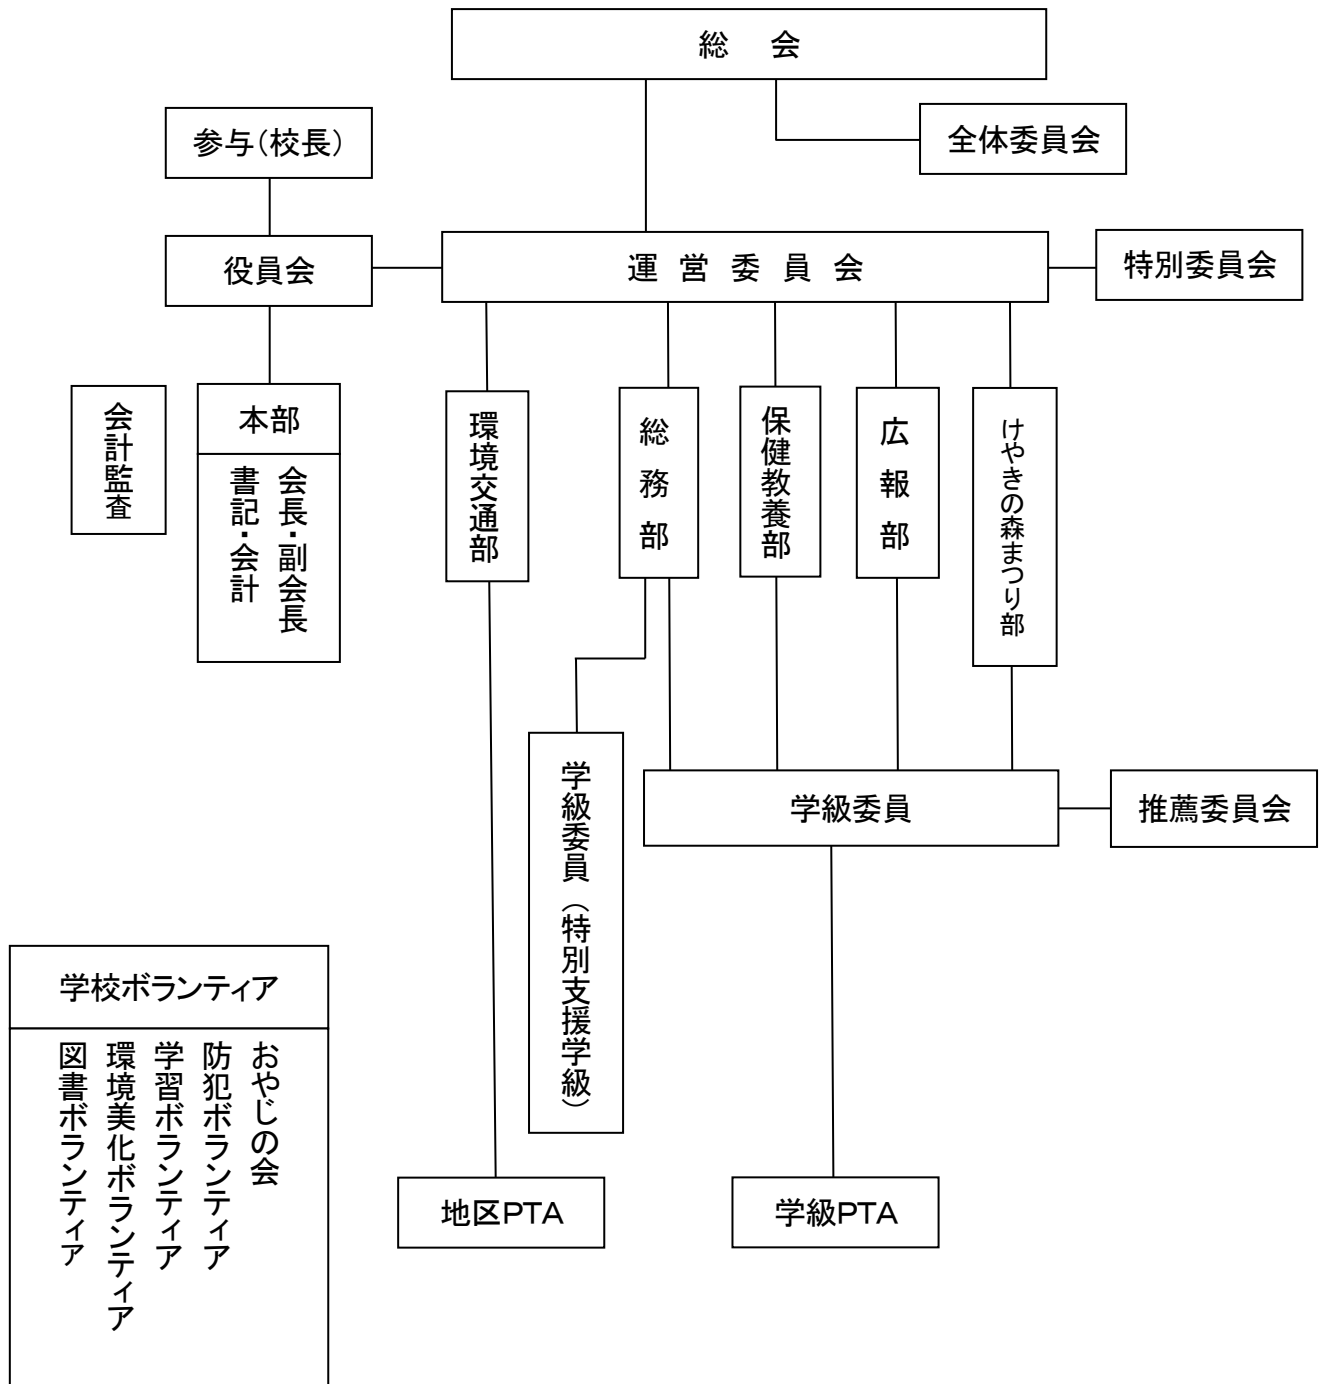 総 会
参与(校長)
全体委員会
役員会
運 営 委 員 会
特別委員会
会計監査
本部
会長・副会長
書記・会計
環境交通部
総務部
保健教養部
広報部
けやきの森まつり部
学級委員（特別支援学級）
学級委員
推薦委員会
学校ボランティア
おやじの会
防犯ボランティア
学習ボランティア
環境美化ボランティア
図書ボランティア
地区PTA
学級PTA